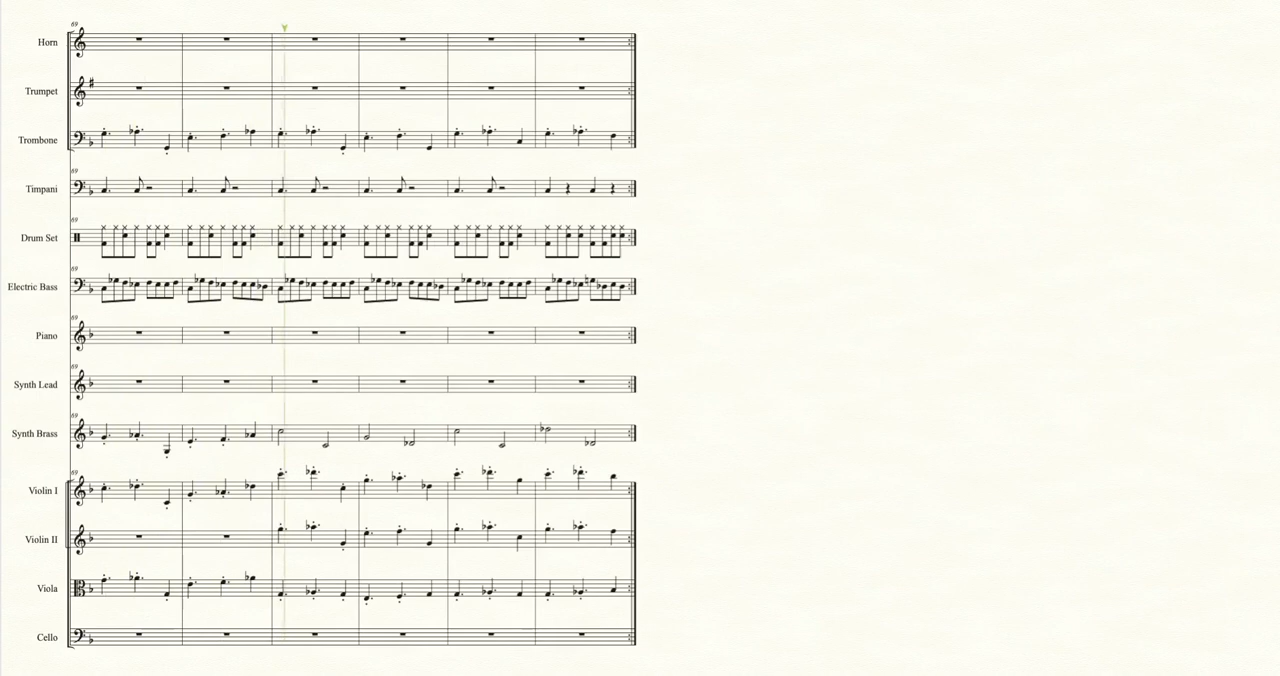 69
Horn
Trumpet
Trombone
69
Timpani
69
Drum Set
69
Electric Bass
69
Piano
69
Synth Lead
69
Synth Brass
69
Violin I
Violin II
Viola
Cello